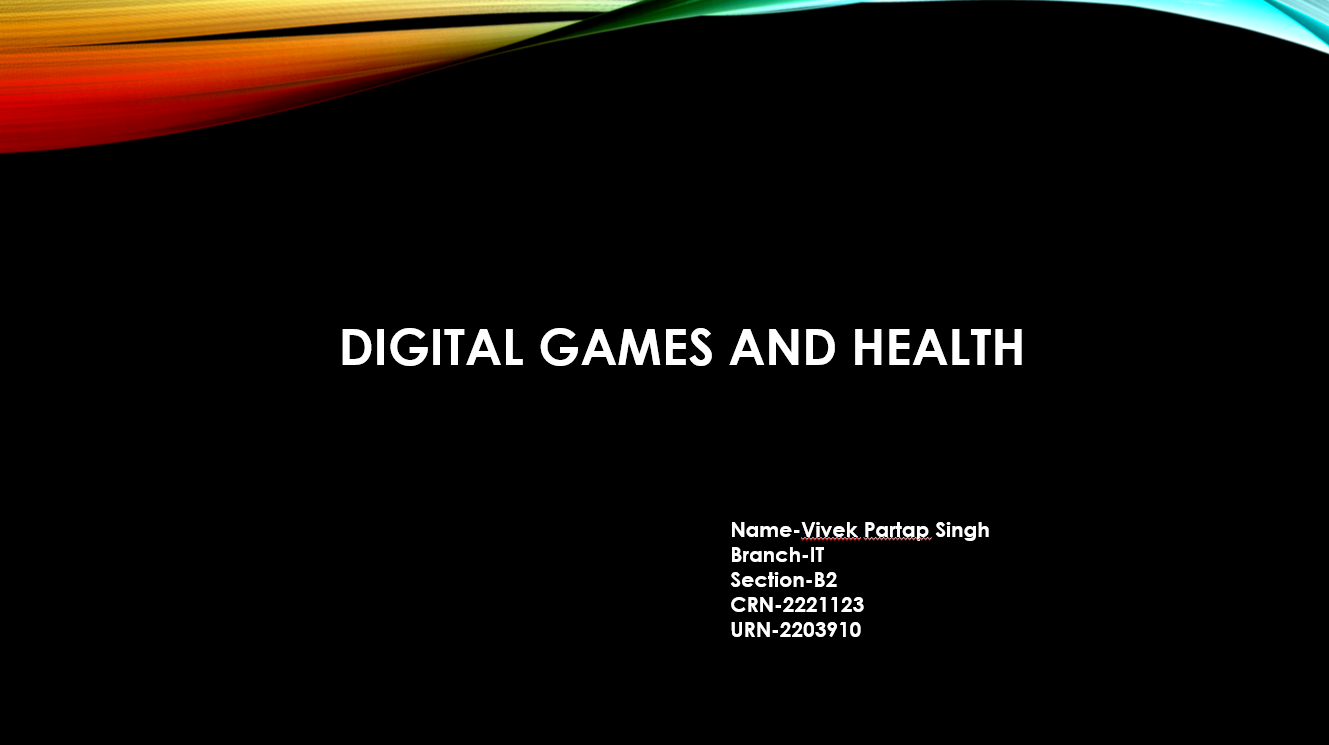 DIGITAL GAMES AND HEALTH
Name-Vivek Partap Singh
Branch-IT
Section-B2
CRN-2221123
URN-2203910